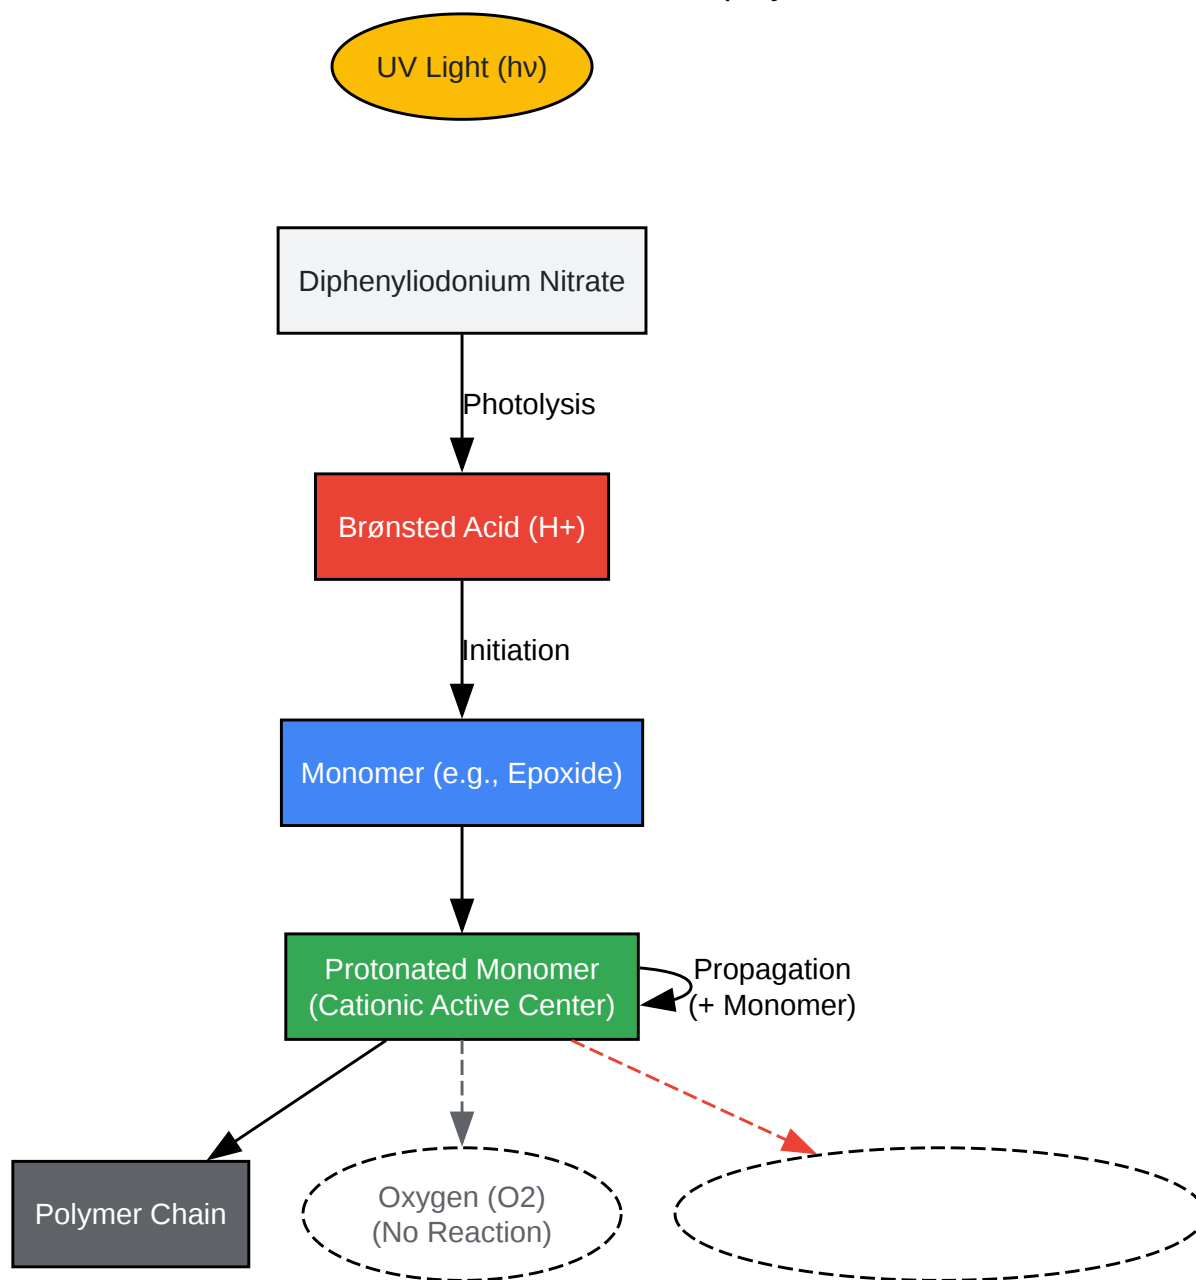 UV Light (hν)
Diphenyliodonium Nitrate
Photolysis
Brønsted Acid (H+)
Initiation
Monomer (e.g., Epoxide)
Protonated Monomer
(Cationic Active Center)
Propagation
(+ Monomer)
Polymer Chain
Oxygen (O2)
(No Reaction)